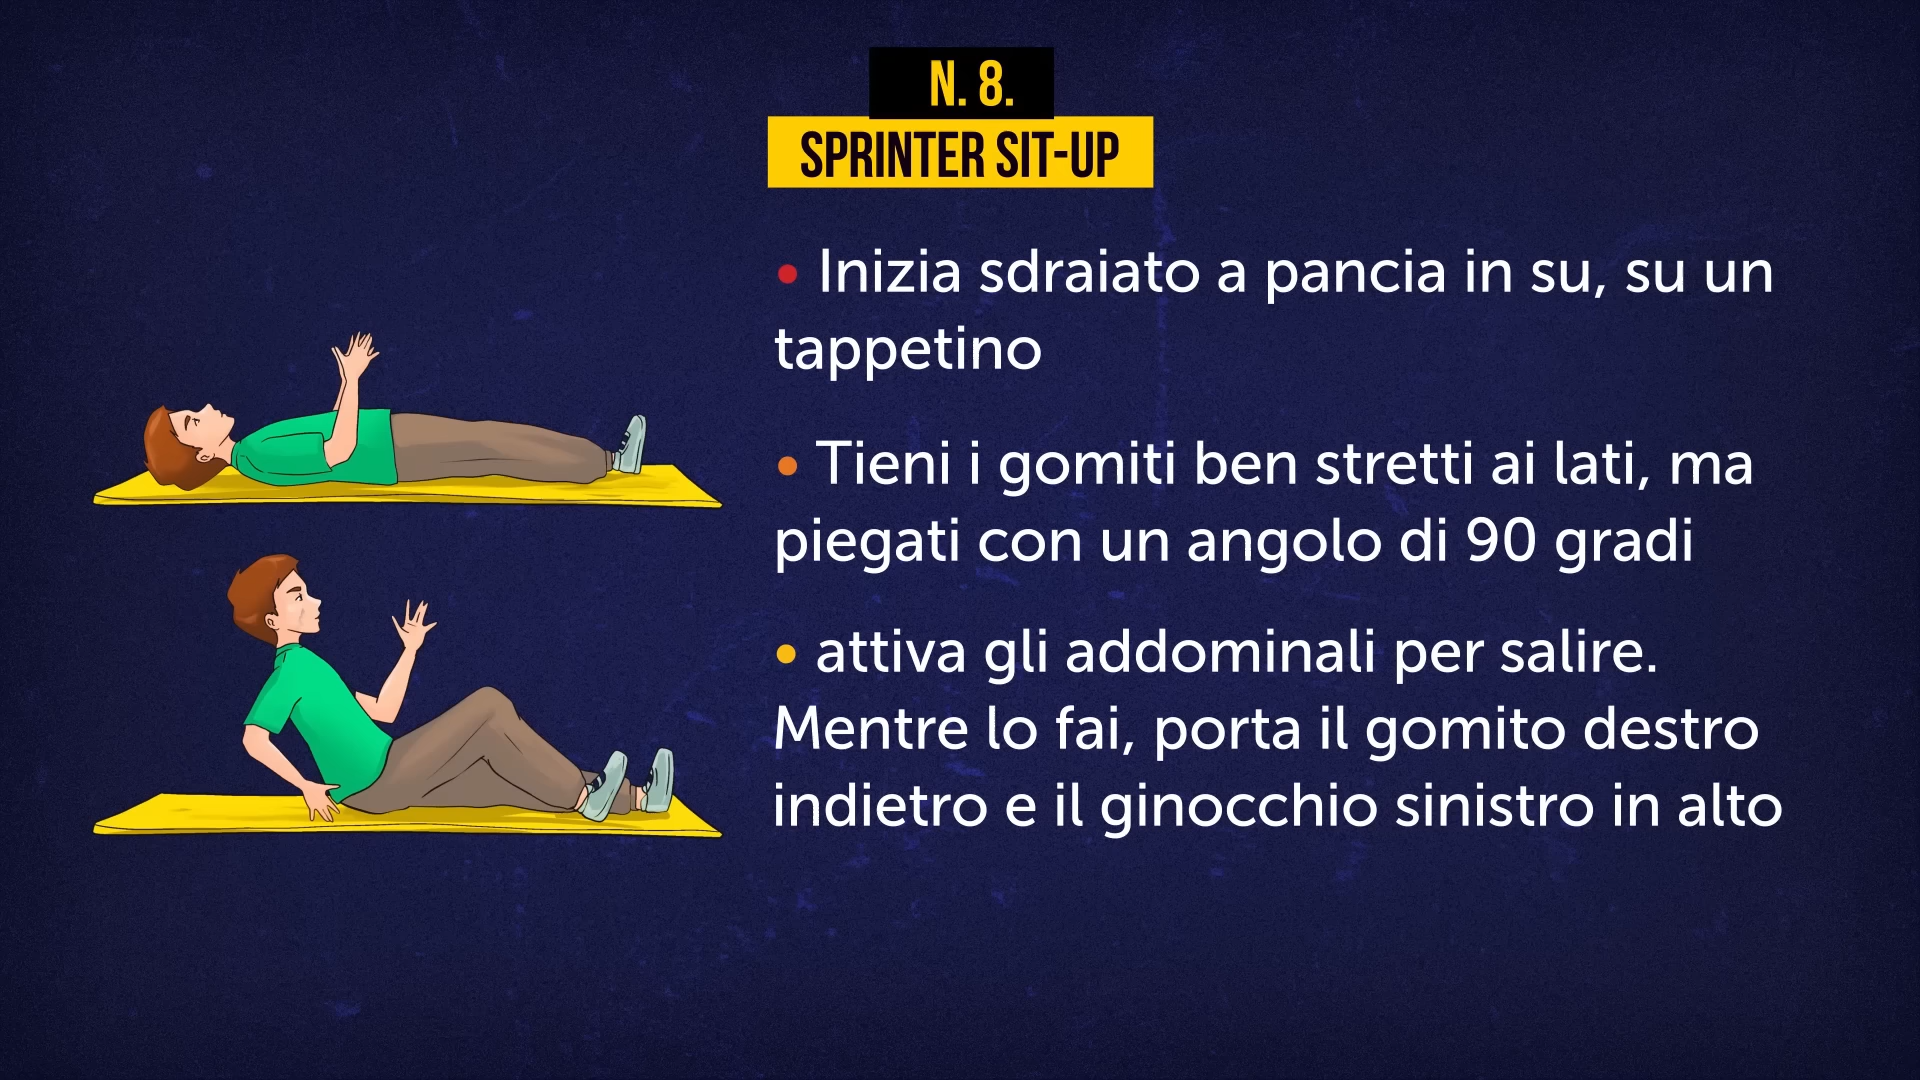 N. 8.
SPRINTER SIT-UP
• Inizia sdraiato a pancia in su, su un
tappetino
• Tieni i gomiti ben stretti ai lati, ma
piegati con un angolo di 90 gradi
• attiva gli addominali per salire.
Mentre lo fai, porta il gomito destro
indietro e il ginocchio sinistro in alto